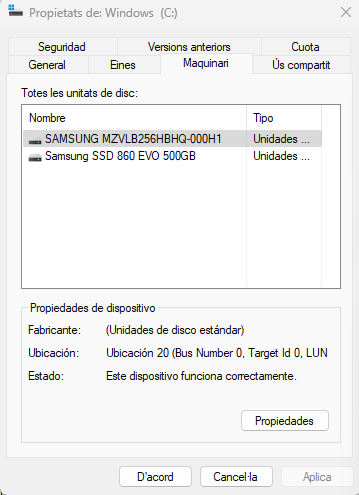 Propietats de: Windows (C:)
Seguridad Versions anteriors Cuota
General Eines Maquinari Ús compartit
Totes les unitats de disc:
Nombre Tipo
SAMSUNG MZVLB256HBHQ-000H1 Unidades ...
Samsung SSD 860 EVO 500GB Unidades ...
Propiedades de dispositivo
Fabricante: (Unidades de disco estándar)
Ubicación: Ubicación 20 (Bus Number 0, Target Id 0, LUN
Estado: Este dispositivo funciona correctamente.
Propiedades
D'acord Cancel·la Aplica